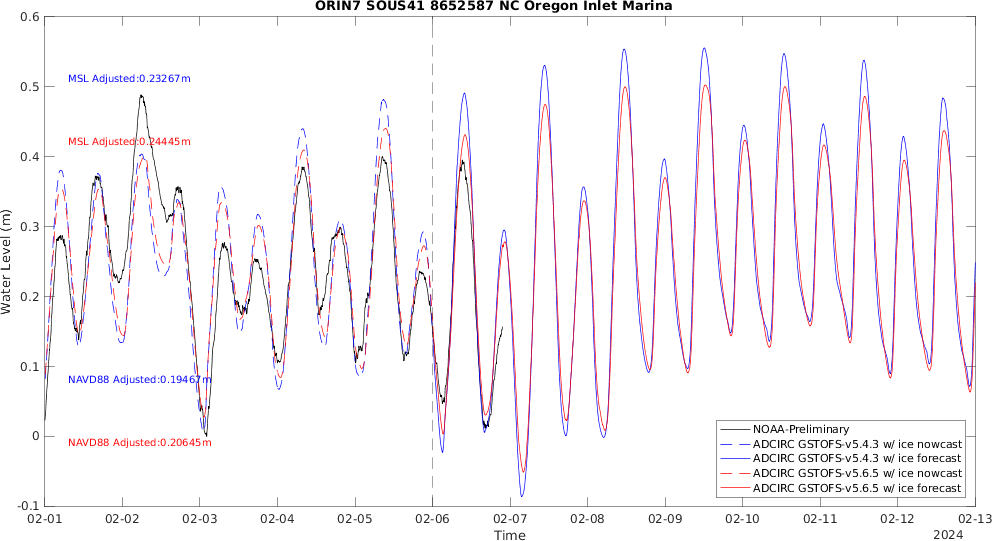 ORIN7 SOUS41 8652587 NC Oregon Inlet Marina
0.6
0.5
0.4
0.3
0.2
0.1
0
-0.1
Water Level (m)
MSL Adjusted:0.23267m
MSL Adjusted:0.24445m
NAVD88 Adjusted:0.19467m
NAVD88 Adjusted:0.20645m
NOAA-Preliminary
ADCIRC GSTOFS-v5.4.3 w/ ice nowcast
ADCIRC GSTOFS-v5.4.3 w/ ice forecast
ADCIRC GSTOFS-v5.6.5 w/ ice nowcast
ADCIRC GSTOFS-v5.6.5 w/ ice forecast
02-01 02-02 02-03 02-04 02-05 02-06 02-07 02-08 02-09 02-10 02-11 02-12 02-13
Time
2024